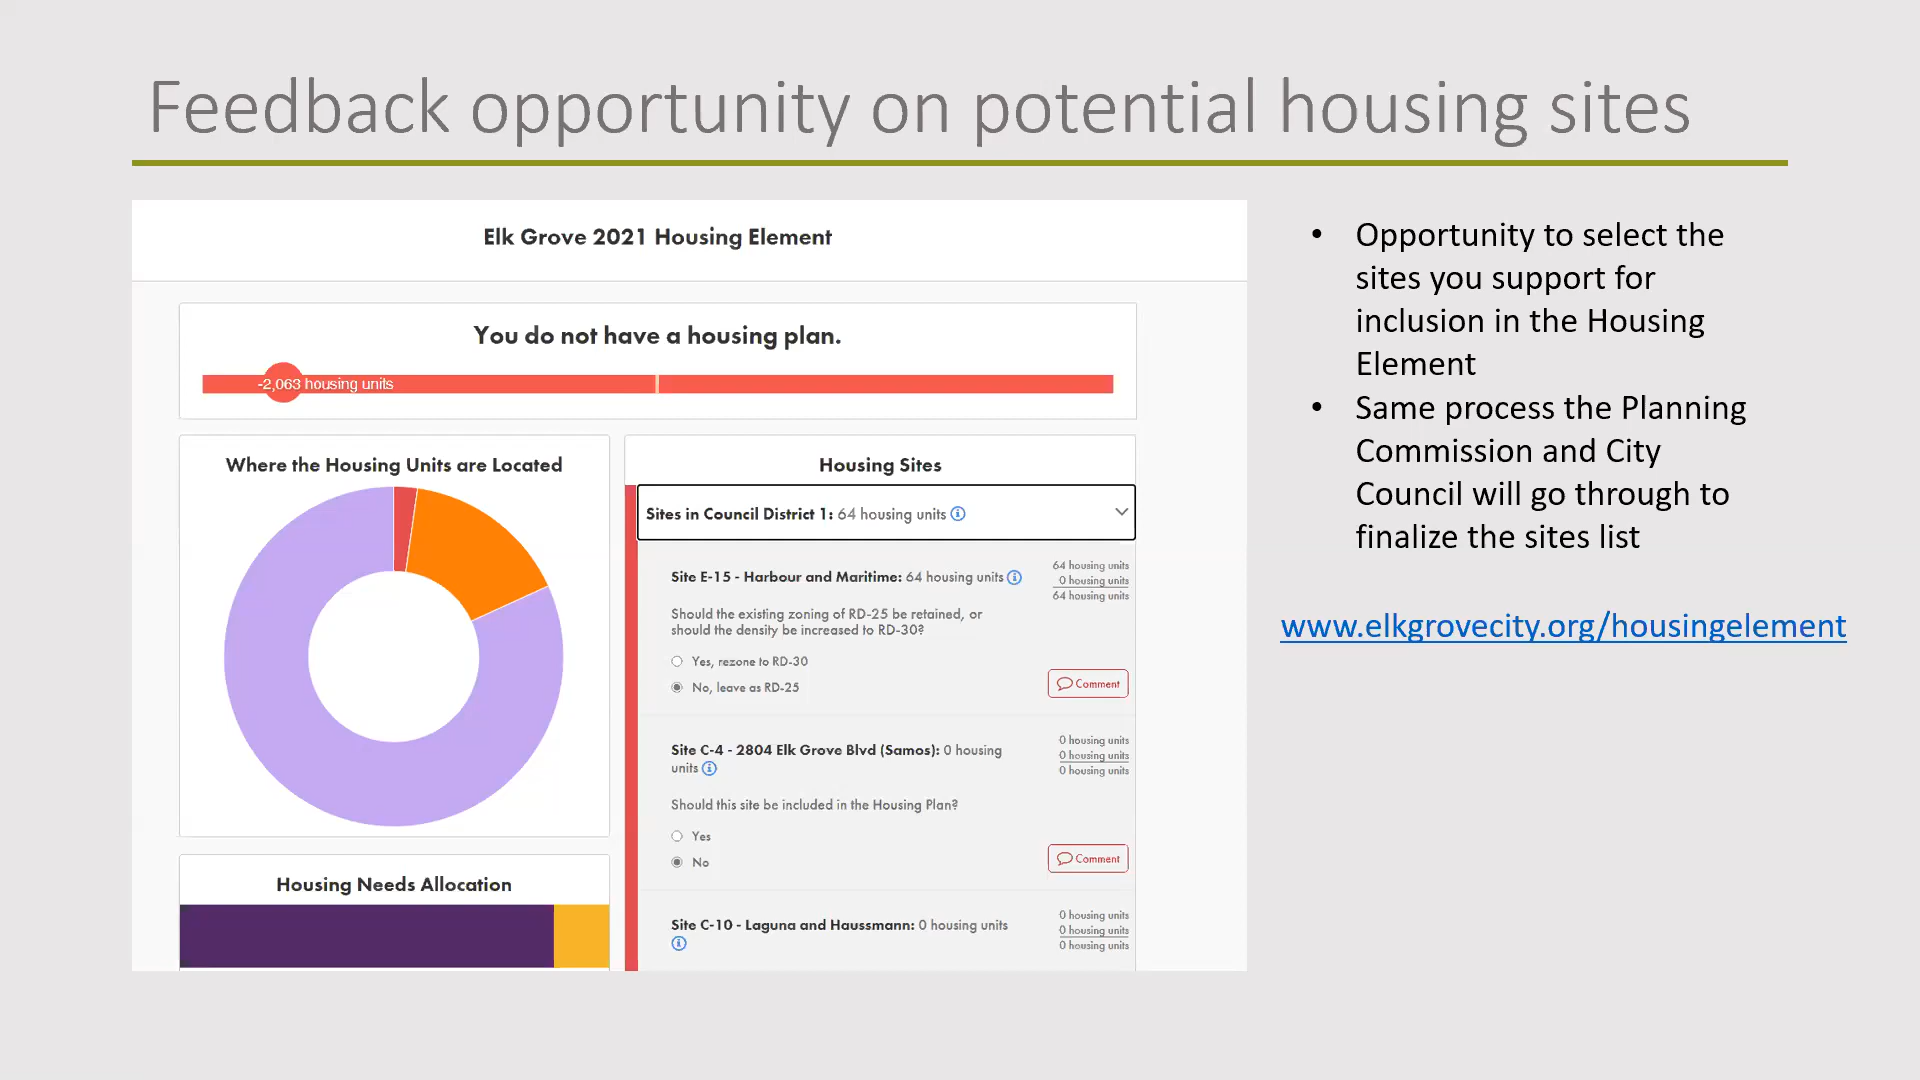 Feedback opportunity on potential housing sites
Elk Grove 2021 Housing Element
You do not have a housing plan.
-2,063 housing units
Where the Housing Units are Located
Housing Needs Allocation
Housing Sites
Sites in Council District 1: 64 housing units
Site E-15 - Harbour and Maritime: 64 housing units
64 housing units
0 housing units
64 housing units
Should the existing zoning of RD-25 be retained, or
should the density be increased to RD-30?
Yes, rezone to RD-30
No, leave as RD-25
Comment
Site C-4 - 2804 Elk Grove Blvd (Samos): 0 housing
units
0 housing units
0 housing units
0 housing units
Should this site be included in the Housing Plan?
Yes
No
Comment
Site C-10 - Laguna and Haussmann: 0 housing units
0 housing units
0 housing units
0 housing units
• Opportunity to select the
sites you support for
inclusion in the Housing
Element
• Same process the Planning
Commission and City
Council will go through to
finalize the sites list
www.elkgrovecity.org/housingelement